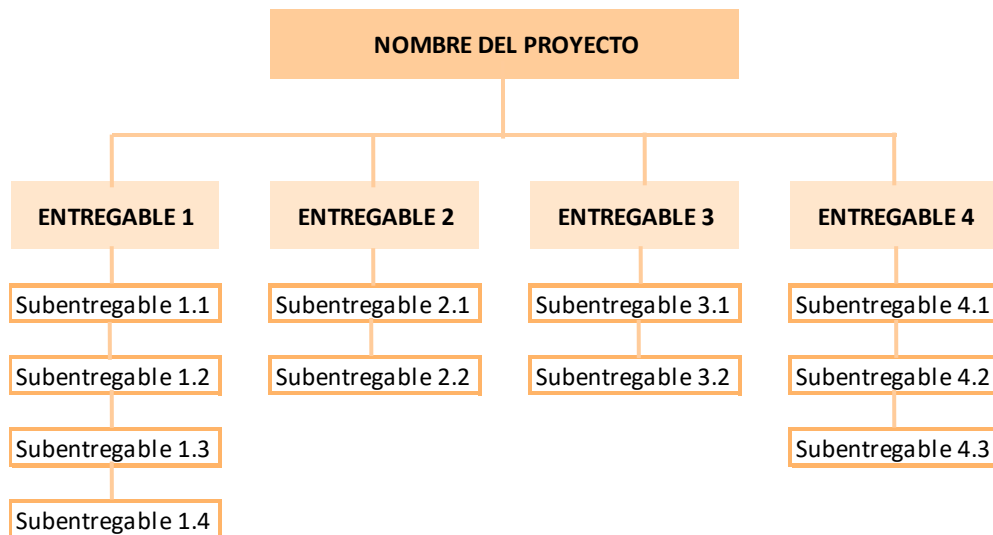 NOMBRE DEL PROYECTO
ENTREGABLE 1
ENTREGABLE 2
ENTREGABLE 3
ENTREGABLE 4
Subentregable 1.1
Subentregable 2.1
Subentregable 3.1
Subentregable 4.1
Subentregable 1.2
Subentregable 2.2
Subentregable 3.2
Subentregable 4.2
Subentregable 1.3
Subentregable 4.3
Subentregable 1.4